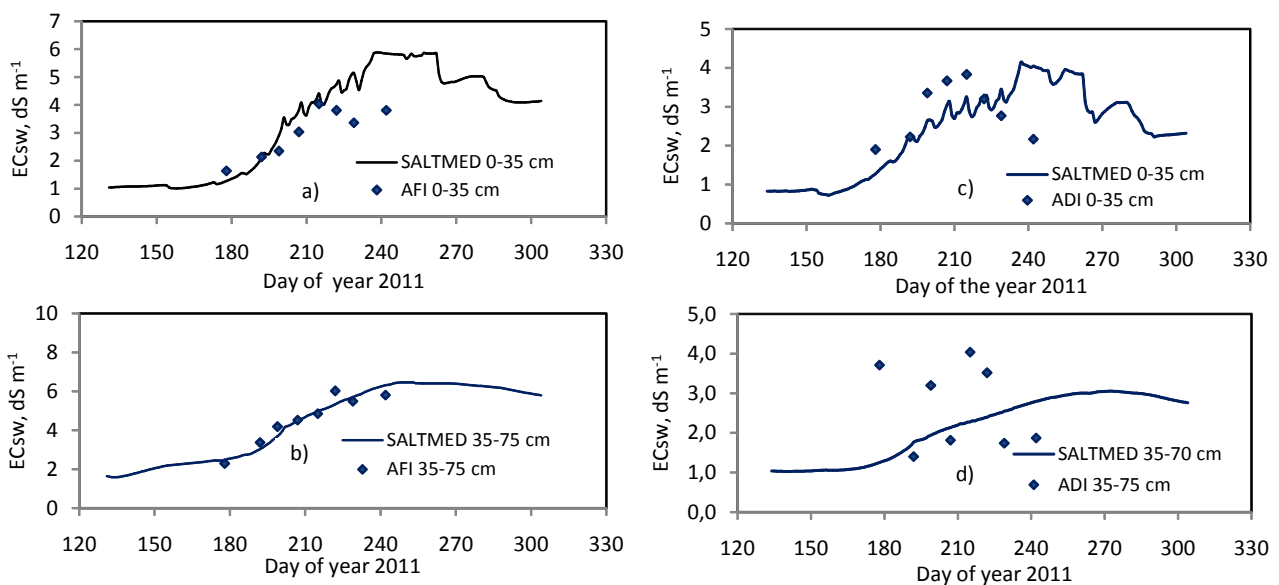 ECsw, dS m⁻¹
7
6
5
4
3
2
1
0
SALTMED 0-35 cm
AFI 0-35 cm
a)
120 150 180 210 240 270 300 330
Day of year 2011
ECsw, dS m⁻¹
5
4
3
2
1
0
SALTMED 0-35 cm
ADI 0-35 cm
c)
120 150 180 210 240 270 300 330
Day of the year 2011
ECsw, dS m⁻¹
10
8
6
4
2
0
SALTMED 35-75 cm
AFI 35-75 cm
b)
120 150 180 210 240 270 300 330
Day of year 2011
ECsw, dS m⁻¹
5,0
4,0
3,0
2,0
1,0
0,0
SALTMED 35-70 cm
ADI 35-75 cm
d)
120 150 180 210 240 270 300 330
Day of year 2011